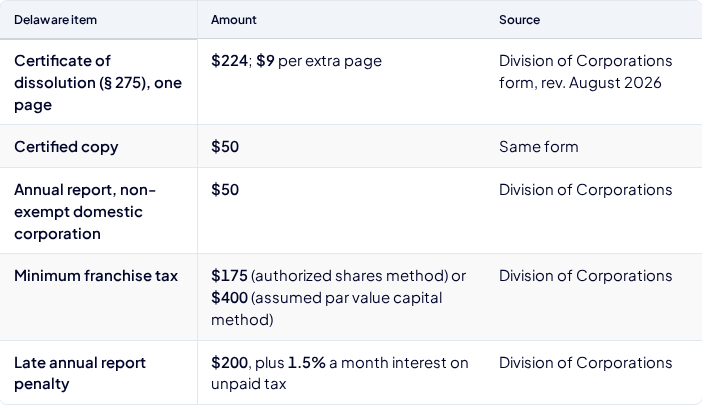 Delaware item Amount Source
Certificate of $224; $9 per extra page Division of Corporations
dissolution (§ 275), one form, rev. August 2026
page
Certified copy $50 Same form
Annual report, non- $50 Division of Corporations
exempt domestic
corporation
Minimum franchise tax $175 (authorized shares method) or Division of Corporations
$400 (assumed par value capital
method)
Late annual report $200, plus 1.5% a month interest on Division of Corporations
penalty unpaid tax